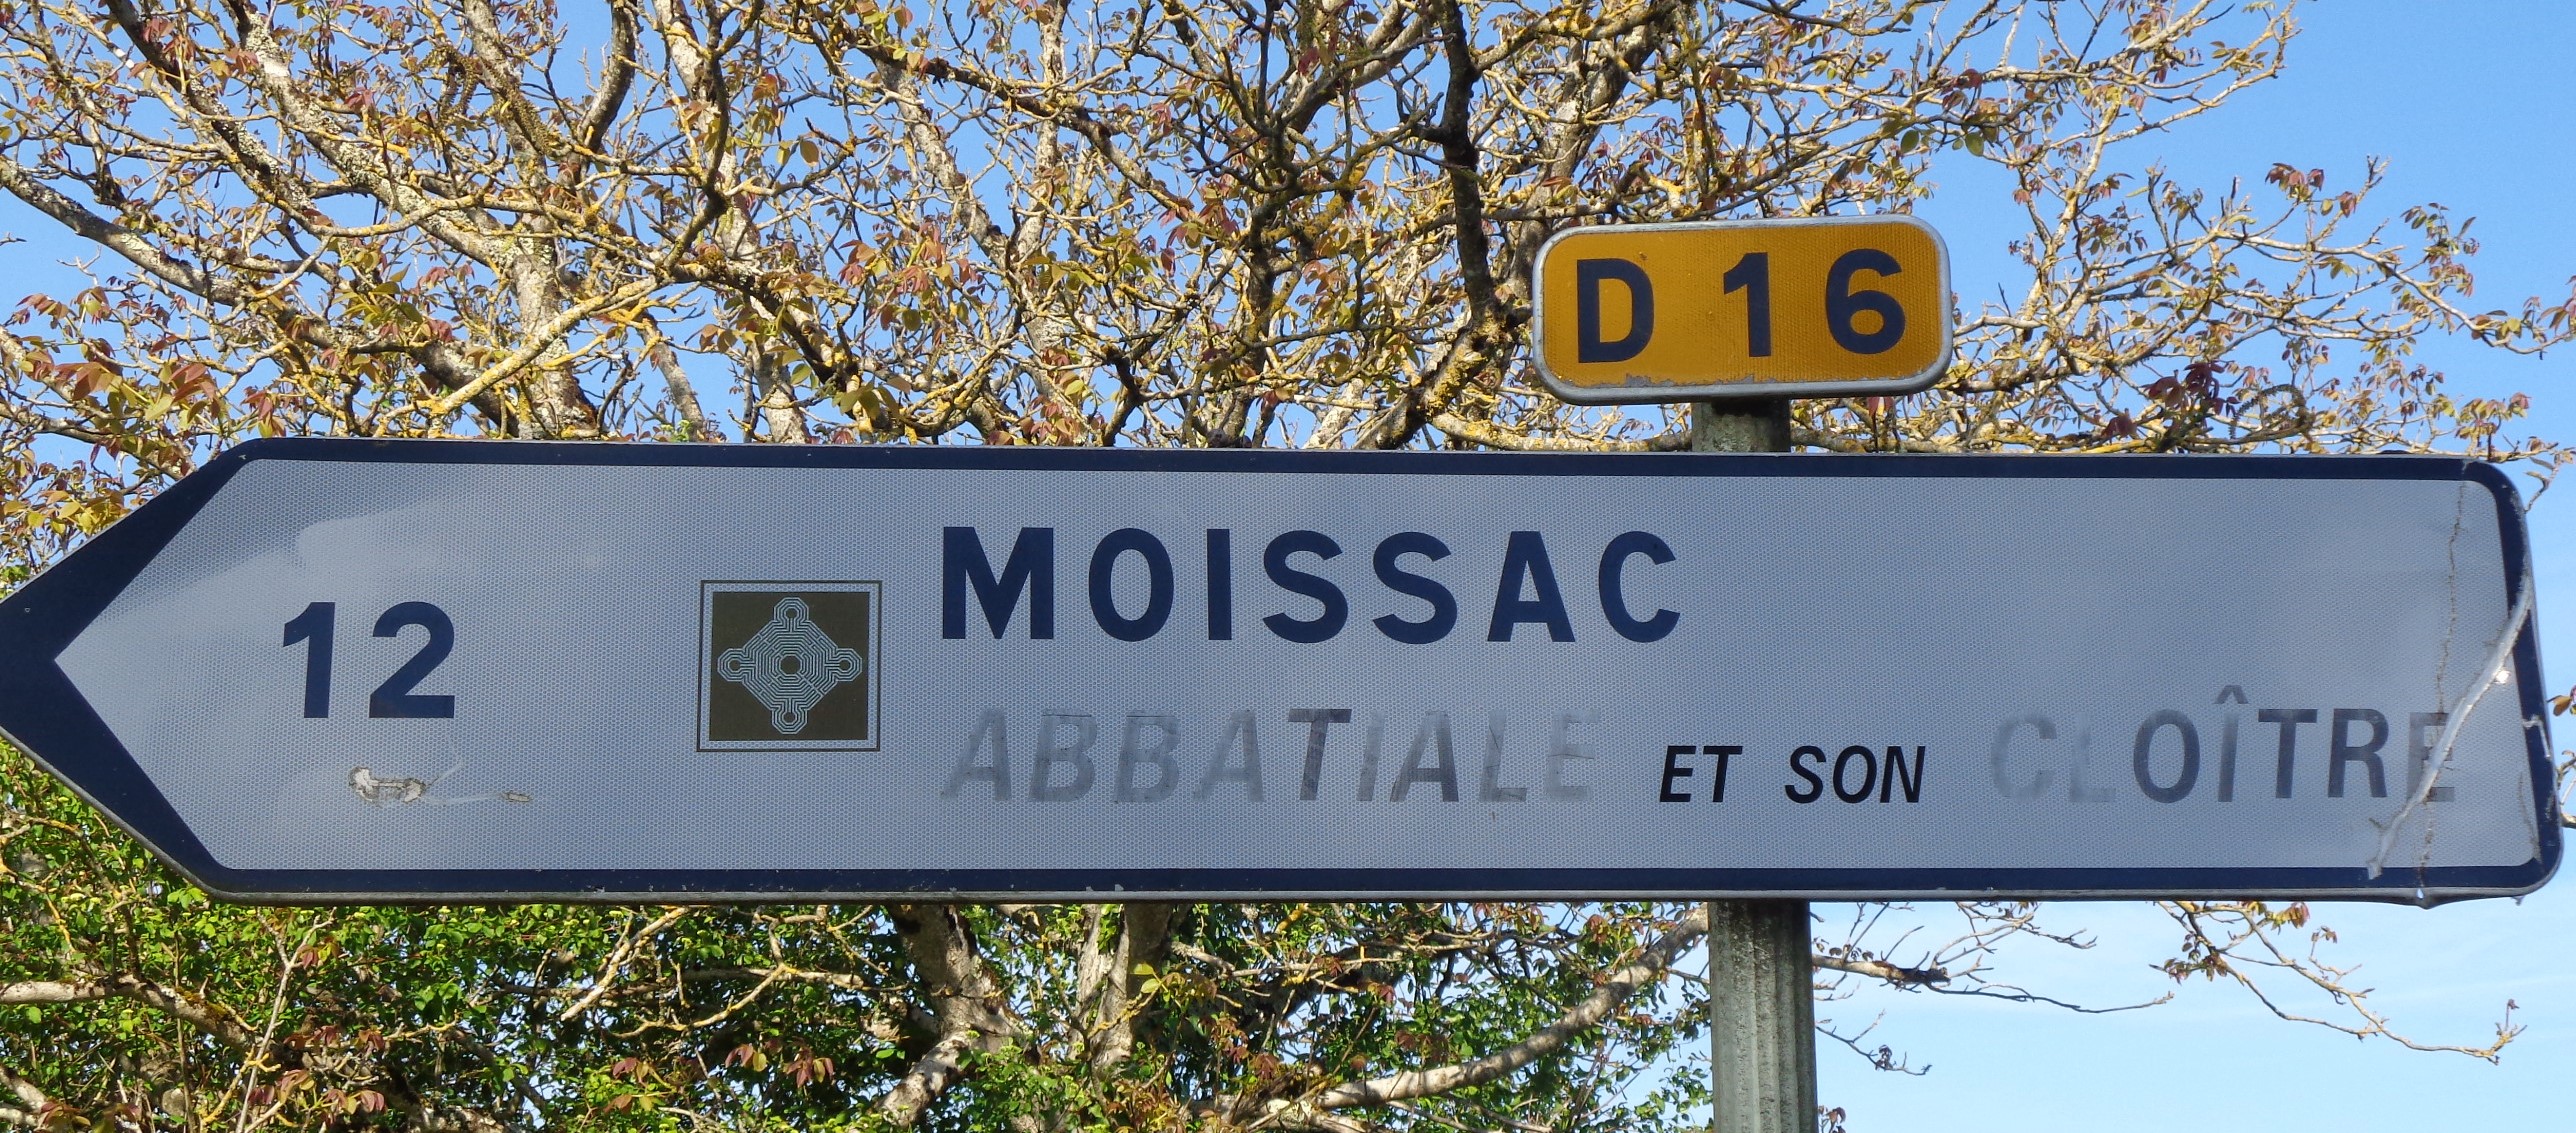 D 16
12
MOISSAC
ABBATIALE ET SON CLOÎTRE